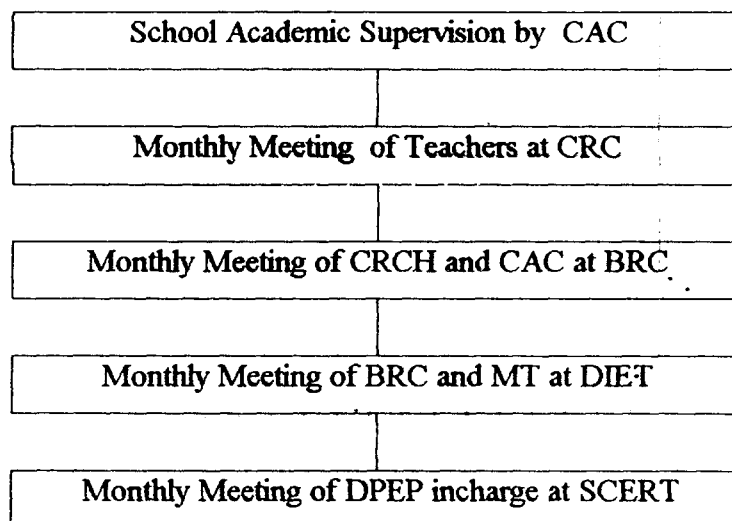 School Academic Supervision by CAC
Monthly Meeting of Teachers at CRC
Monthly Meeting of CRCH and CAC at BRC
Monthly Meeting of BRC and MT at DIET
Monthly Meeting of DPEP incharge at SCERT